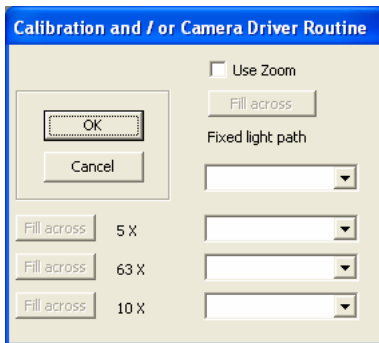 Calibration and / or Camera Driver Routine
Use Zoom
Fill across
OK
Fixed light path
Cancel
Fill across 5 X
Fill across 63 X
Fill across 10 X